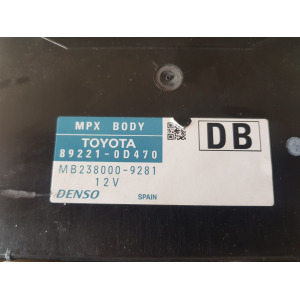 MPX BODY
TOYOTA
89221-0D470
MB238000-9281
12V
DENSO
SPAIN
DB